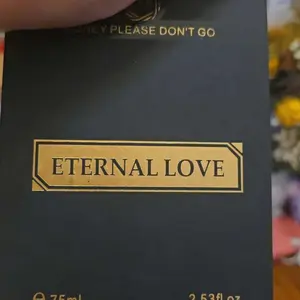 PLEASE DON'T GO
ETERNAL LOVE
75ml 2.53fl oz